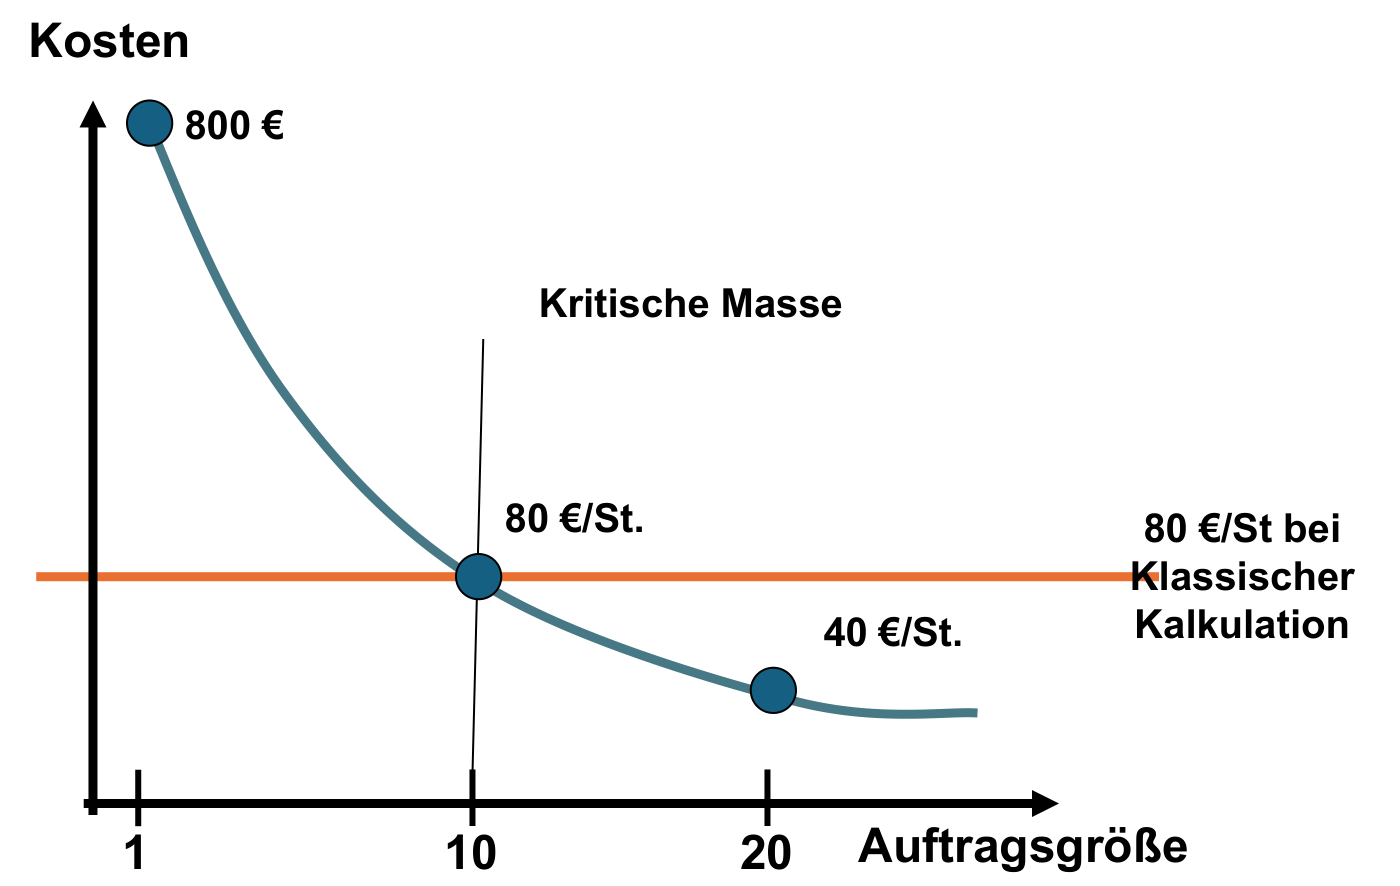 Kosten
800 €
Kritische Masse
80 €/St.
80 €/St bei
Klassischer
Kalkulation
40 €/St.
1
10
20
Auftragsgröße